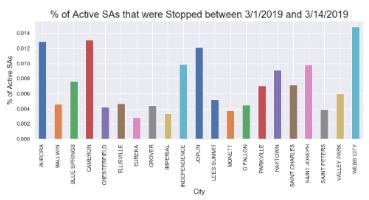 % of Active SAs that were Stopped between 3/1/2019 and 3/14/2019
% of Active SAs
0.014
0.012
0.010
0.008
0.006
0.004
0.002
0.000
AURORA
BALLWIN
BLUE SPRINGS
CAMERON
CHESTERFIELD
ELLISVILLE
EUREKA
GROVER
IMPERIAL
INDEPENDENCE
JOPLIN
LEES SUMMIT
MONETT
O FALLON
PARKVILLE
RAYTOWN
SAINT CHARLES
SAINT JOSEPH
SAINT PETERS
VALLEY PARK
WEBB CITY
City